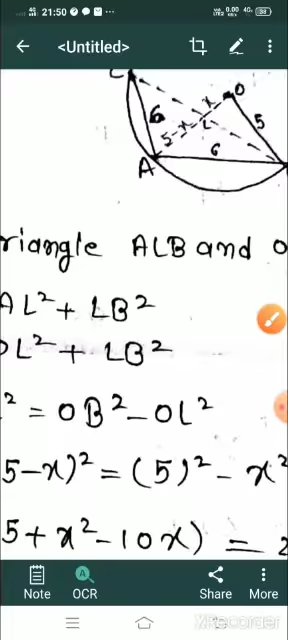 21:50
<Untitled>
C
O
x
6
L
5
5-x
6
A
riangle ALB and O
AL² + LB²
OL² + LB²
² = OB² - OL²
5-x)² = (5)² - x²
5 + x² - 10x) = 2
Note OCR Share More
XRecorder